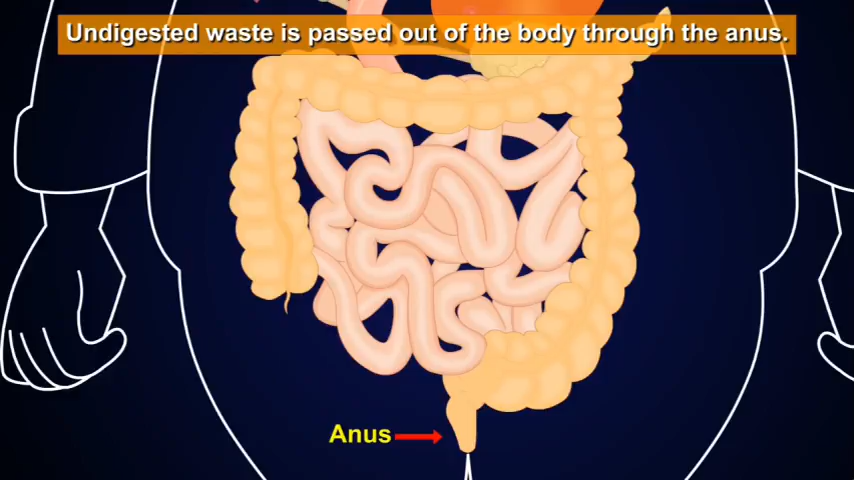 Undigested waste is passed out of the body through the anus.
Anus